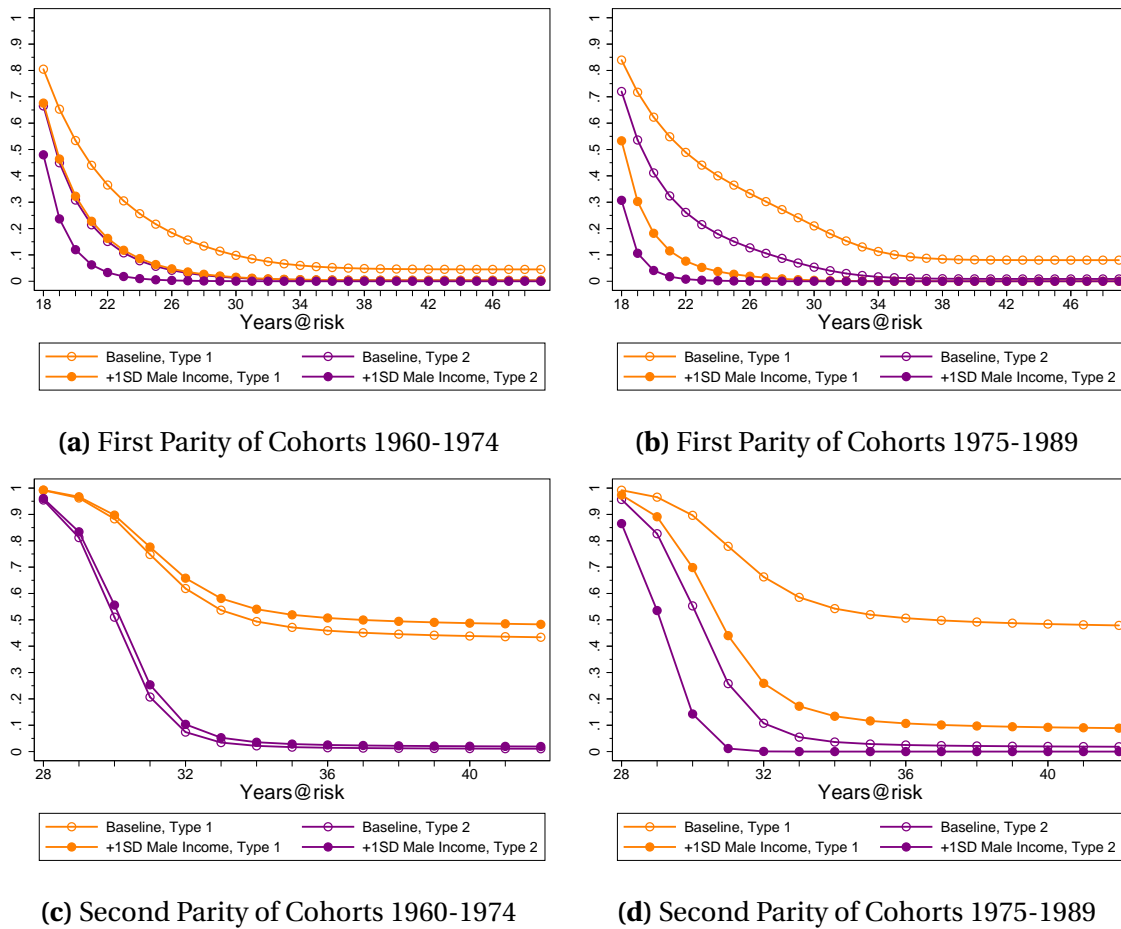 0 .1 .2 .3 .4 .5 .6 .7 .8 .9 1
18 22 26 30 34 38 42 46
Years@risk
Baseline, Type 1 Baseline, Type 2
+1SD Male Income, Type 1 +1SD Male Income, Type 2
(a) First Parity of Cohorts 1960-1974
0 .1 .2 .3 .4 .5 .6 .7 .8 .9 1
18 22 26 30 34 38 42 46
Years@risk
Baseline, Type 1 Baseline, Type 2
+1SD Male Income, Type 1 +1SD Male Income, Type 2
(b) First Parity of Cohorts 1975-1989
0 .1 .2 .3 .4 .5 .6 .7 .8 .9 1
28 32 36 40
Years@risk
Baseline, Type 1 Baseline, Type 2
+1SD Male Income, Type 1 +1SD Male Income, Type 2
(c) Second Parity of Cohorts 1960-1974
0 .1 .2 .3 .4 .5 .6 .7 .8 .9 1
28 32 36 40
Years@risk
Baseline, Type 1 Baseline, Type 2
+1SD Male Income, Type 1 +1SD Male Income, Type 2
(d) Second Parity of Cohorts 1975-1989